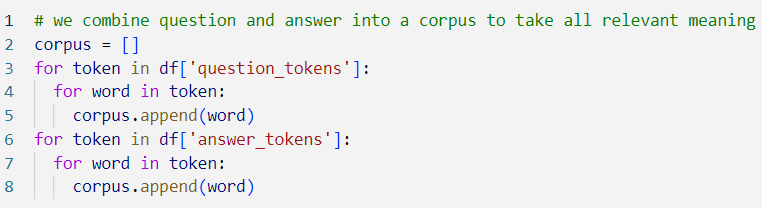 1 # we combine question and answer into a corpus to take all relevant meaning
2 corpus = []
3 for token in df['question_tokens']:
4   for word in token:
5     corpus.append(word)
6 for token in df['answer_tokens']:
7   for word in token:
8     corpus.append(word)